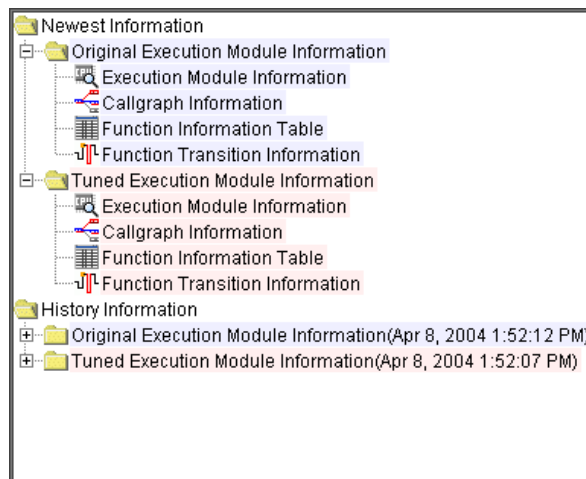 Newest Information
Original Execution Module Information
Execution Module Information
Callgraph Information
Function Information Table
Function Transition Information
Tuned Execution Module Information
Execution Module Information
Callgraph Information
Function Information Table
Function Transition Information
History Information
Original Execution Module Information(Apr 8, 2004 1:52:12 PM)
Tuned Execution Module Information(Apr 8, 2004 1:52:07 PM)